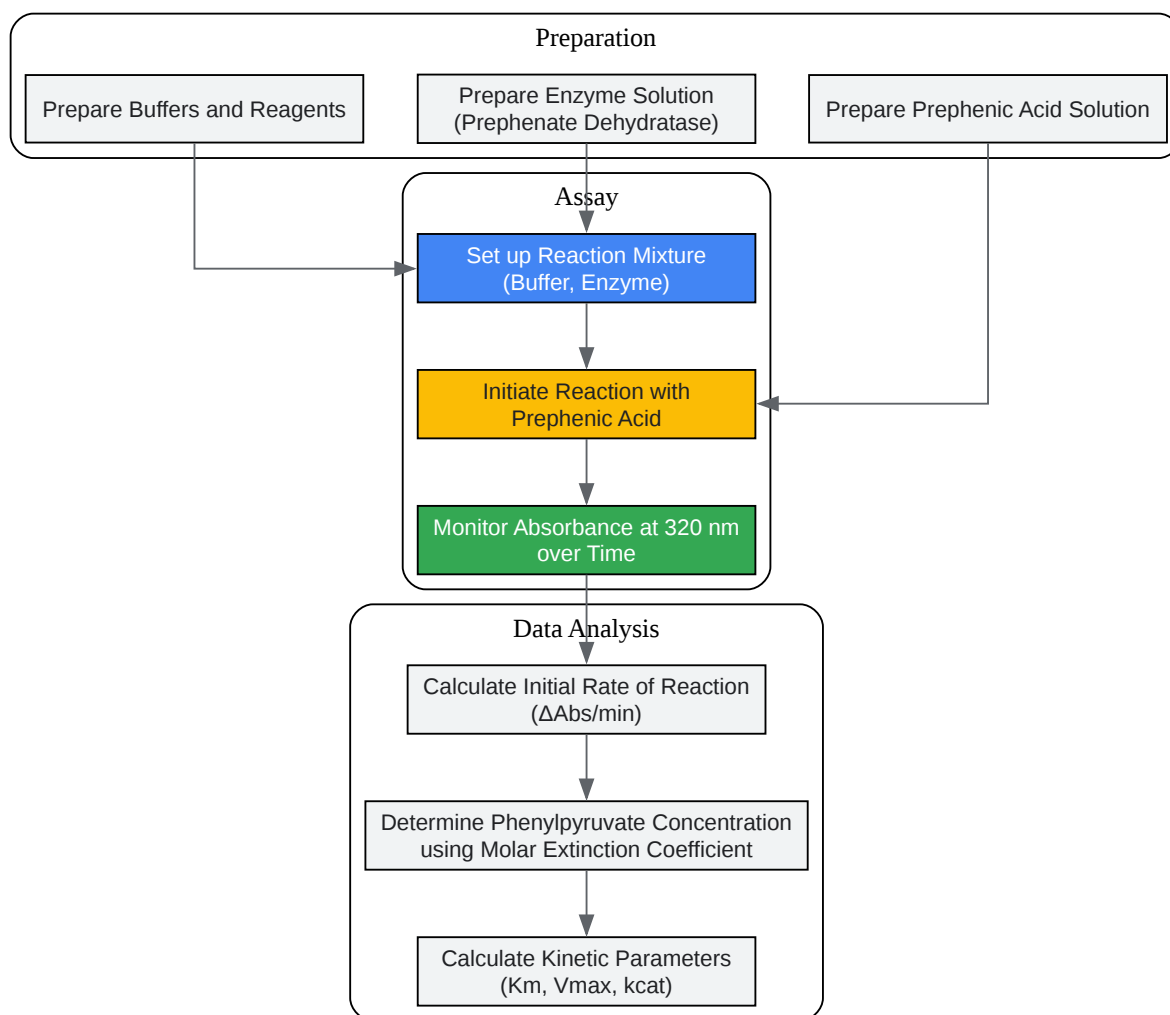 Preparation
Prepare Buffers and Reagents
Prepare Enzyme Solution
(Prephenate Dehydratase)
Prepare Prephenic Acid Solution
Assay
Set up Reaction Mixture
(Buffer, Enzyme)
Initiate Reaction with
Prephenic Acid
Monitor Absorbance at 320 nm
over Time
Data Analysis
Calculate Initial Rate of Reaction
(ΔAbs/min)
Determine Phenylpyruvate Concentration
using Molar Extinction Coefficient
Calculate Kinetic Parameters
(Km, Vmax, kcat)